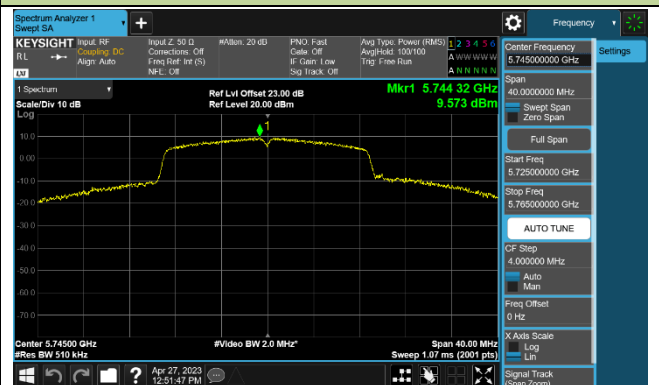 Spectrum Analyzer 1
Swept SA
Frequency
KEYSIGHT
RL
LXI
Input: RF
Coupling: DC
Align: Auto
Input Z: 50 Ω
Corrections: Off
Freq Ref: Int (S)
NFE: Off
#Atten: 20 dB
PNO: Fast
Gate: Off
IF Gain: Low
Sig Track: Off
Avg Type: Power (RMS)
Avg|Hold: 100/100
Trig: Free Run
1 2 3 4 5 6
A W W W W W
A N N N N N
1 Spectrum
Scale/Div 10 dB
Log
Ref Lvl Offset 23.00 dB
Ref Level 20.00 dBm
Mkr1 5.744 32 GHz
9.573 dBm
1
10.0
0.00
-10.0
-20.0
-30.0
-40.0
-50.0
-60.0
-70.0
Center 5.74500 GHz
#Res BW 510 kHz
#Video BW 2.0 MHz*
Span 40.00 MHz
Sweep 1.07 ms (2001 pts)
Center Frequency
5.745000000 GHz
Settings
Span
40.0000000 MHz
Swept Span
Zero Span
Full Span
Start Freq
5.725000000 GHz
Stop Freq
5.765000000 GHz
AUTO TUNE
CF Step
4.000000 MHz
Auto
Man
Freq Offset
0 Hz
X Axis Scale
Log
Lin
Signal Track
(Span Zoom)
Apr 27, 2023
12:51:47 PM